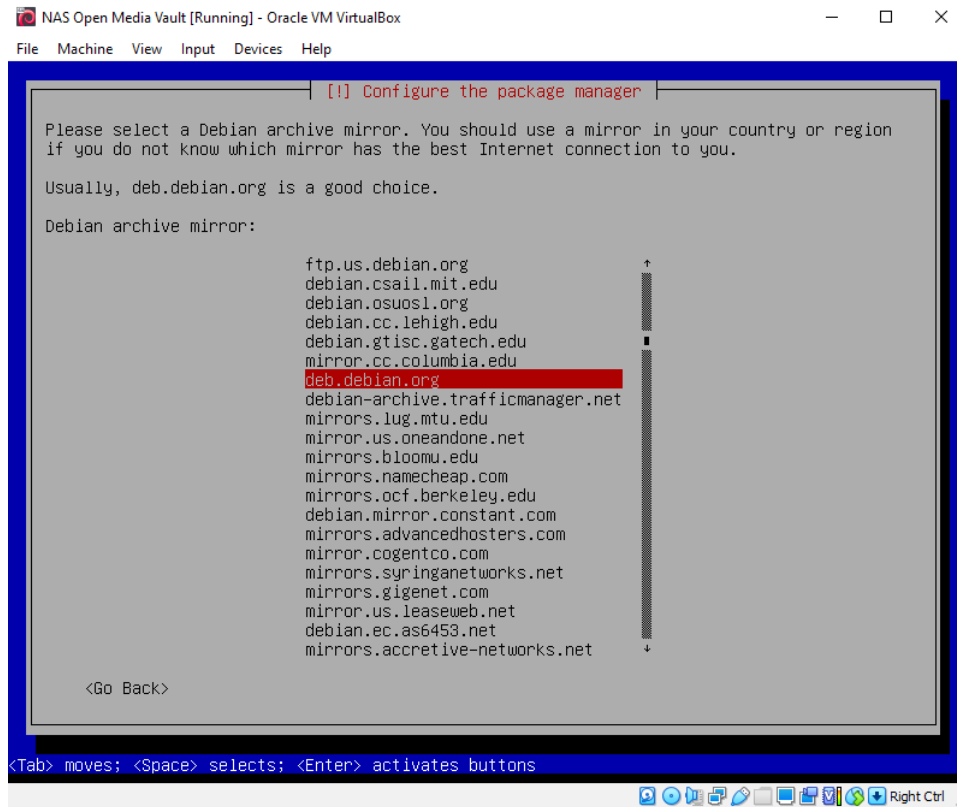 NAS Open Media Vault [Running] - Oracle VM VirtualBox
File Machine View Input Devices Help
[!] Configure the package manager
Please select a Debian archive mirror. You should use a mirror in your country or region
if you do not know which mirror has the best Internet connection to you.
Usually, deb.debian.org is a good choice.
Debian archive mirror:
ftp.us.debian.org
debian.csail.mit.edu
debian.osuosl.org
debian.cc.lehigh.edu
debian.gtisc.gatech.edu
mirror.cc.columbia.edu
deb.debian.org
debian-archive.trafficmanager.net
mirrors.lug.mtu.edu
mirror.us.oneandone.net
mirrors.bloomu.edu
mirrors.namecheap.com
mirrors.ocf.berkeley.edu
debian.mirror.constant.com
mirrors.advancedhosters.com
mirror.cogentco.com
mirrors.syringanetworks.net
mirrors.gigenet.com
mirror.us.leaseweb.net
debian.ec.as6453.net
mirrors.accretive-networks.net
<Go Back>
<Tab> moves; <Space> selects; <Enter> activates buttons
Right Ctrl